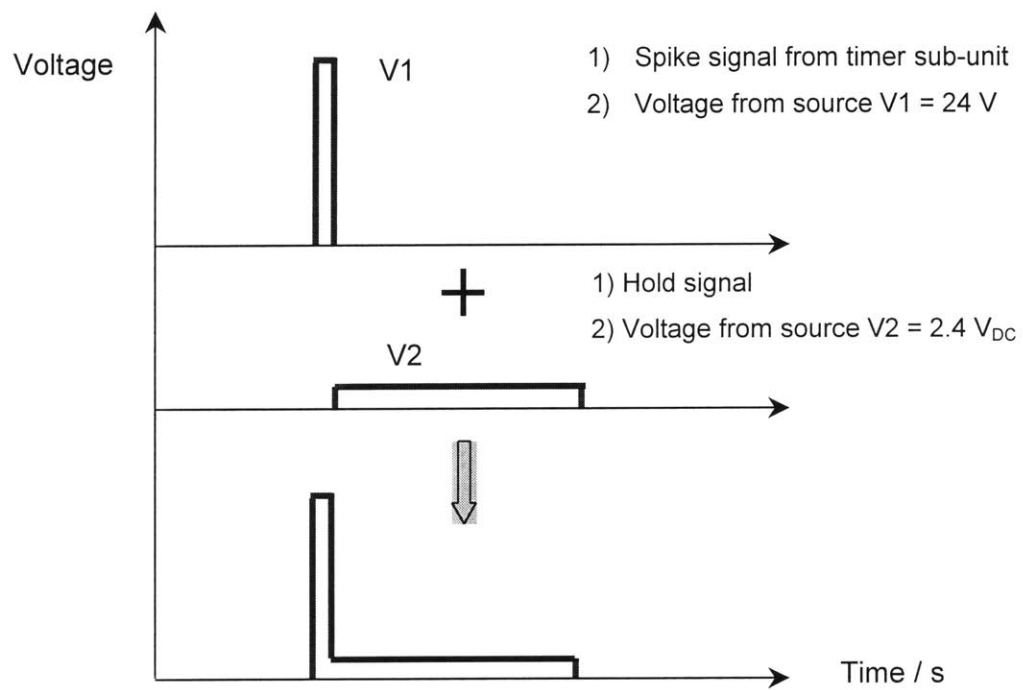 Voltage
V1
1) Spike signal from timer sub-unit
2) Voltage from source V1 = 24 V
1) Hold signal
2) Voltage from source V2 = 2.4 VDC
V2
Time / s